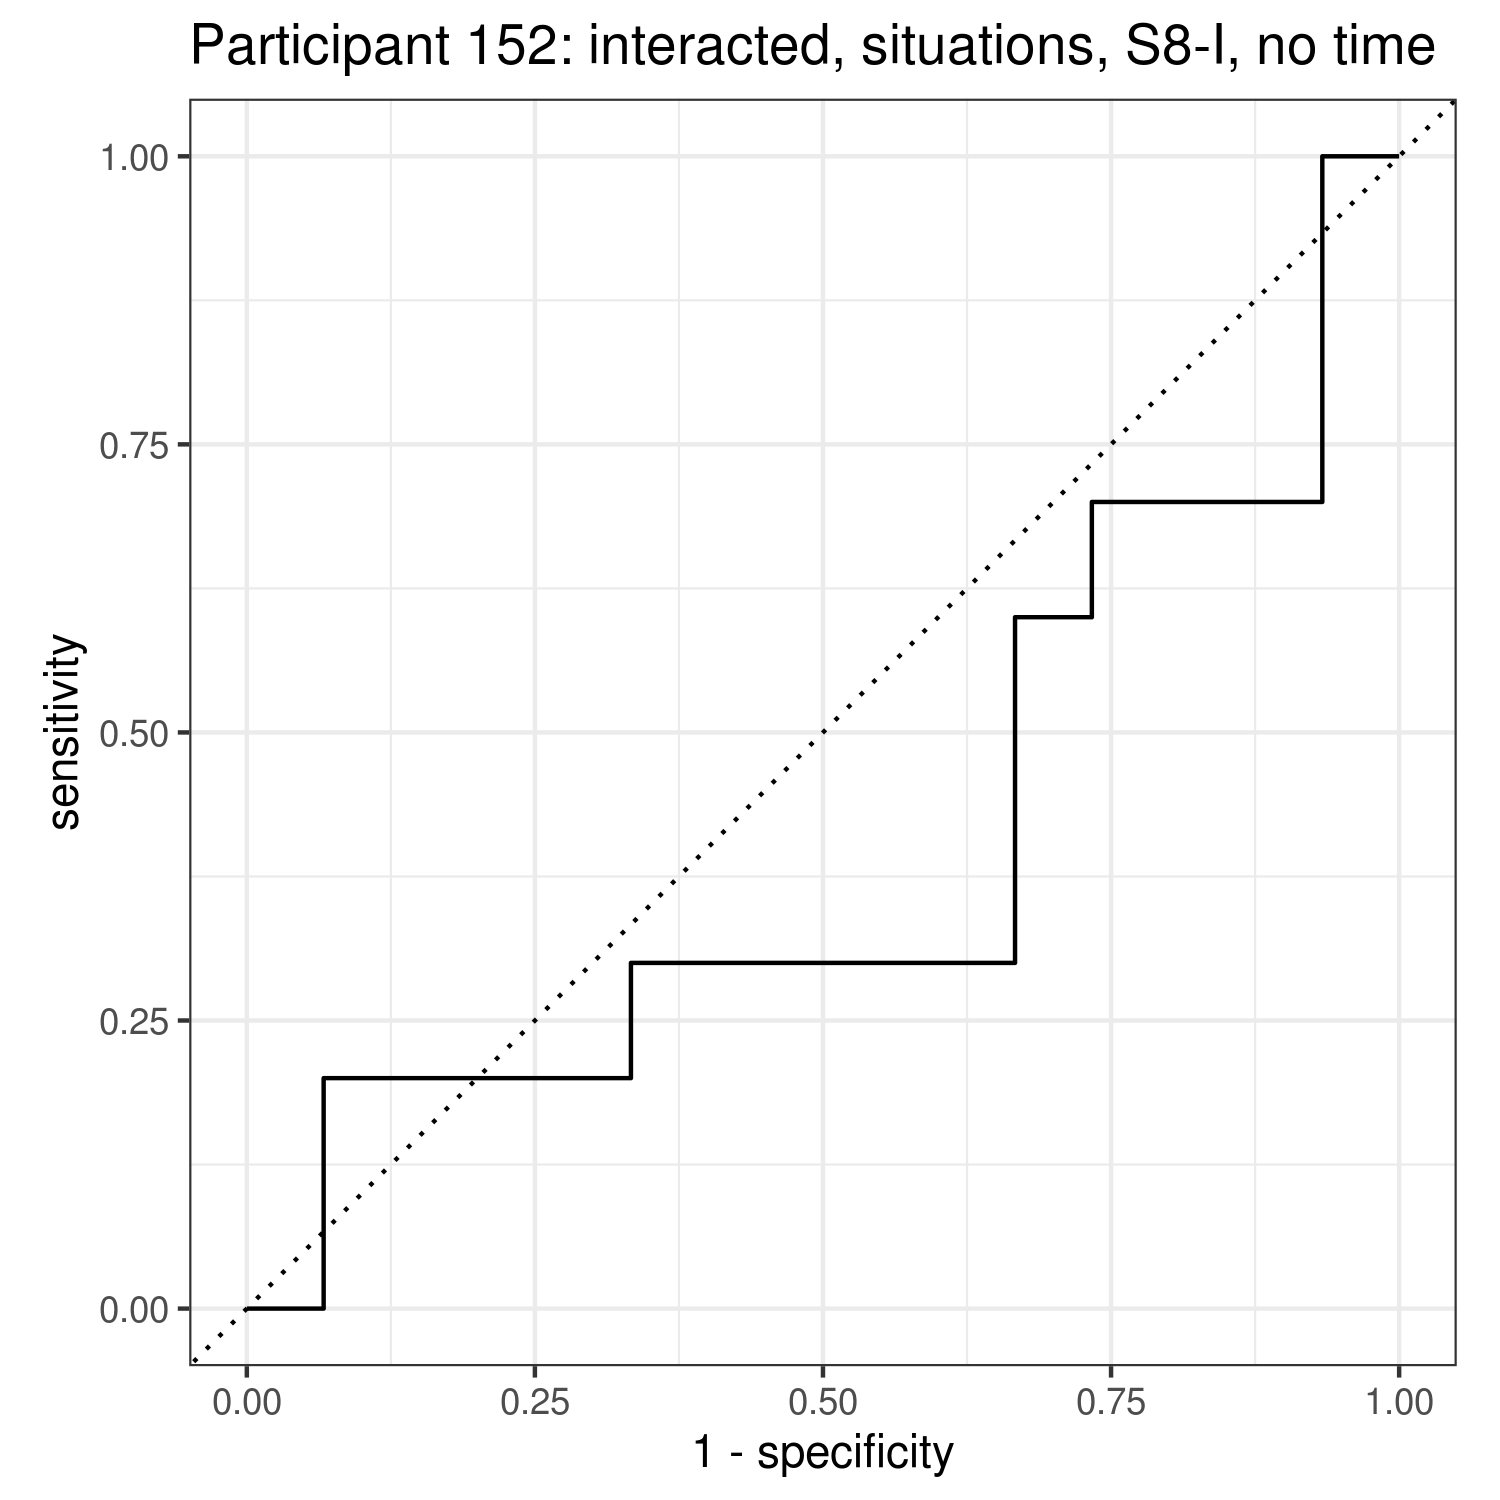 Participant 152: interacted, situations, S8-I, no time
1.00
0.75
0.50
0.25
0.00
sensitivity
0.00 0.25 0.50 0.75 1.00
1 - specificity